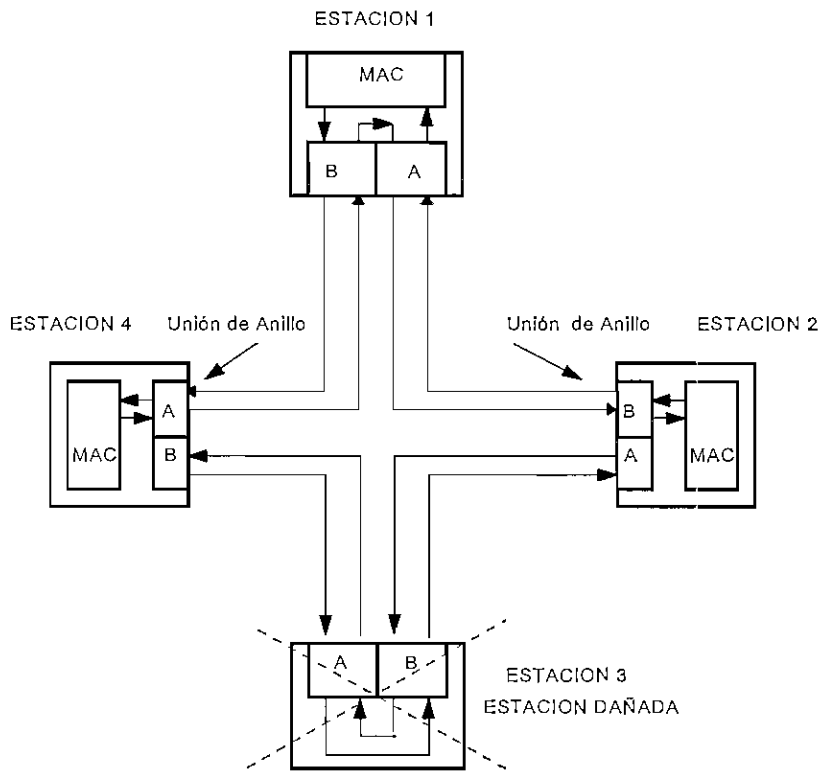 ESTACION 1
MAC
B A
ESTACION 4 Unión de Anillo Unión de Anillo ESTACION 2
A
MAC B
B
A MAC
A B
ESTACION 3
ESTACION DAÑADA